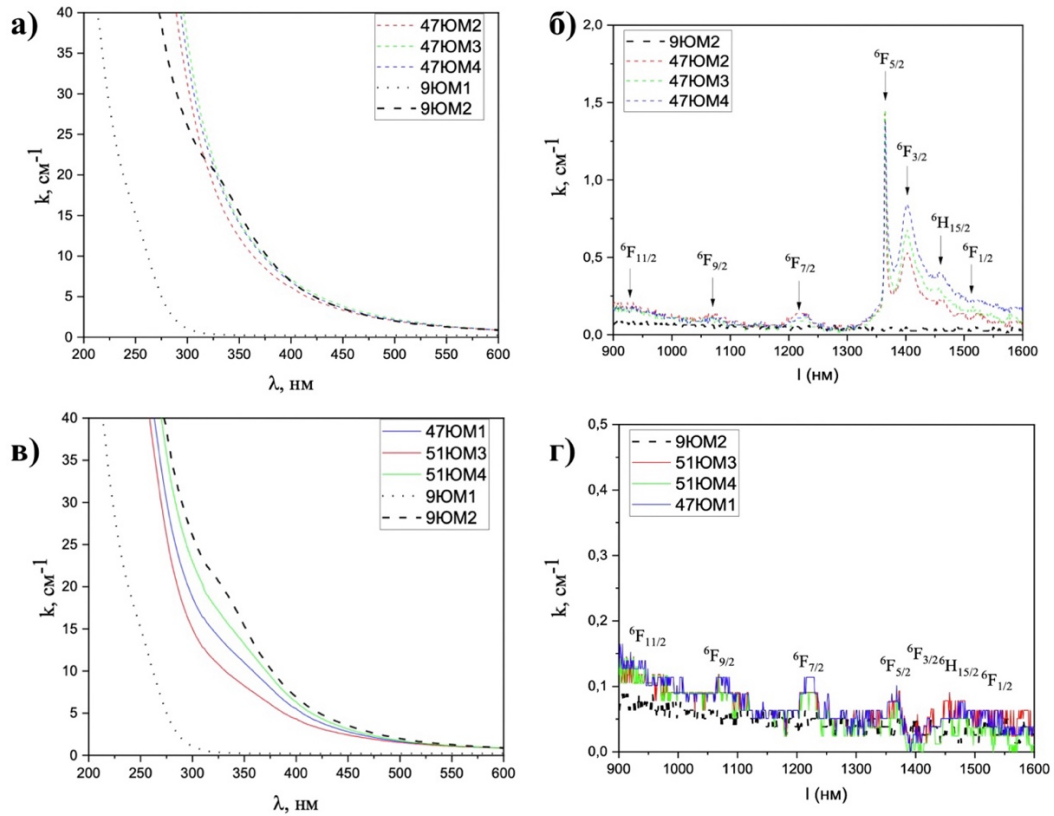 а)
40
35
30
25
20
15
10
5
0
k, см⁻¹
47ЮМ2
47ЮМ3
47ЮМ4
9ЮМ1
9ЮМ2
200 250 300 350 400 450 500 550 600
λ, нм
б)
2,0
1,5
1,0
0,5
0,0
k, см⁻¹
9ЮМ2
47ЮМ2
47ЮМ3
47ЮМ4
⁶F₅/₂
⁶F₃/₂
⁶H₁₅/₂
⁶F₁₁/₂ ⁶F₉/₂ ⁶F₇/₂ ⁶F₁/₂
900 1000 1100 1200 1300 1400 1500 1600
l (нм)
в)
40
35
30
25
20
15
10
5
0
k, см⁻¹
47ЮМ1
51ЮМ3
51ЮМ4
9ЮМ1
9ЮМ2
200 250 300 350 400 450 500 550 600
λ, нм
г)
0,5
0,4
0,3
0,2
0,1
0,0
k, см⁻¹
9ЮМ2
51ЮМ3
51ЮМ4
47ЮМ1
⁶F₁₁/₂ ⁶F₉/₂ ⁶F₇/₂ ⁶F₅/₂ ⁶F₃/₂ ⁶H₁₅/₂ ⁶F₁/₂
900 1000 1100 1200 1300 1400 1500 1600
l (нм)